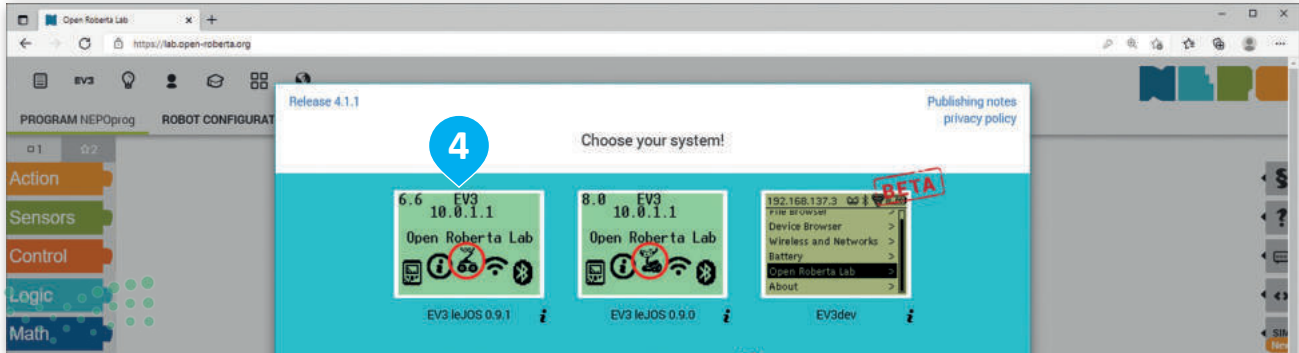 Open Roberta Lab
https://lab.open-roberta.org
EV3
PROGRAM NEPOprog
ROBOT CONFIGURAT
1
2
Action
Sensors
Control
Logic
Math
Release 4.1.1
Publishing notes
privacy policy
Choose your system!
4
6.6 EV3
10.0.1.1
Open Roberta Lab
EV3 leJOS 0.9.1
8.0 EV3
10.0.1.1
Open Roberta Lab
EV3 leJOS 0.9.0
BETA
192.168.137.3
File Browser
Device Browser
Wireless and Networks
Battery
Open Roberta Lab
About
EV3dev
SIM
New